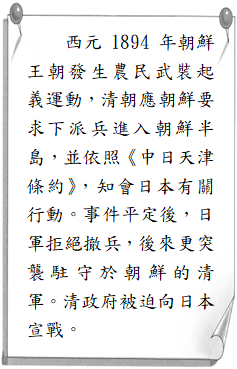 西元 1894 年朝鮮
王朝發生農民武裝起
義運動，清朝應朝鮮要
求下派兵進入朝鮮半
島，並依照《中日天津
條約》，知會日本有關
行動。事件平定後，日
軍拒絕撤兵，後來更突
襲駐守於朝鮮的清
軍。清政府被迫向日本
宣戰。